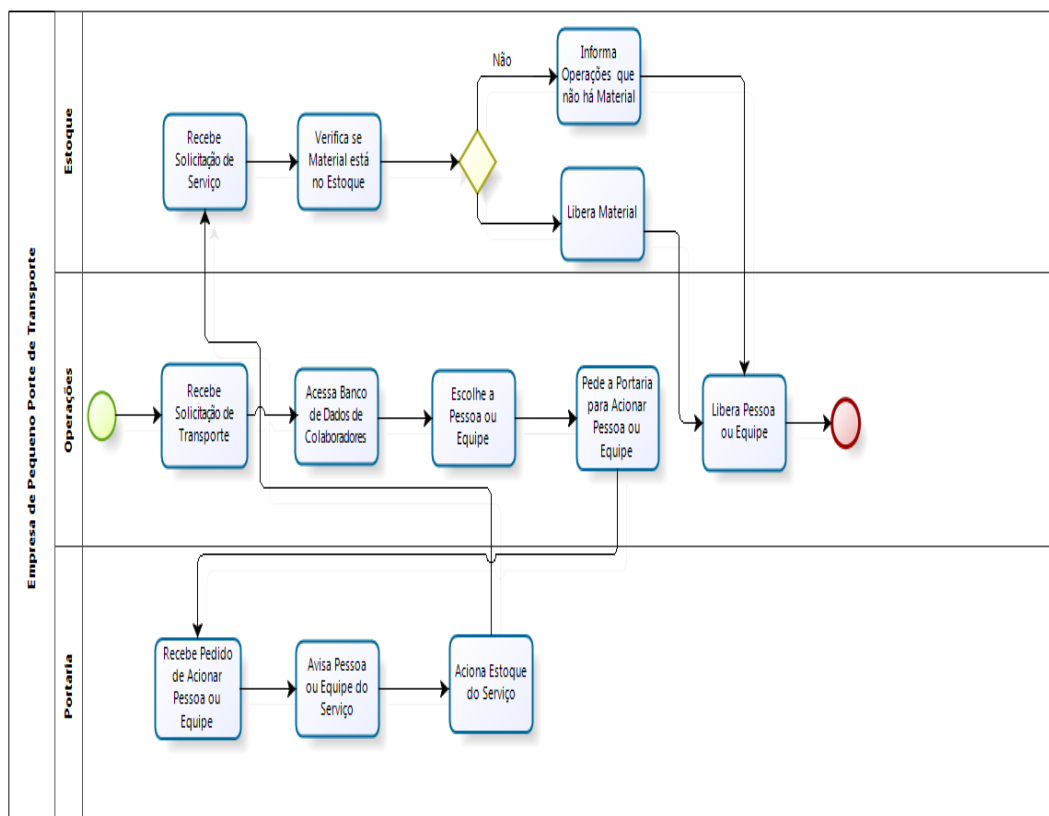 Empresa de Pequeno Porte de Transporte
Estoque
Recebe
Solicitação de
Serviço
Verifica se
Material está
no Estoque
Não
Informa
Operações que
não há Material
Libera Material
Operações
Recebe
Solicitação de
Transporte
Acessa Banco
de Dados de
Colaboradores
Escolhe a
Pessoa ou
Equipe
Pede a Portaria
para Acionar
Pessoa ou
Equipe
Libera Pessoa
ou Equipe
Portaria
Recebe Pedido
de Acionar
Pessoa ou
Equipe
Avisa Pessoa
ou Equipe do
Serviço
Aciona Estoque
do Serviço